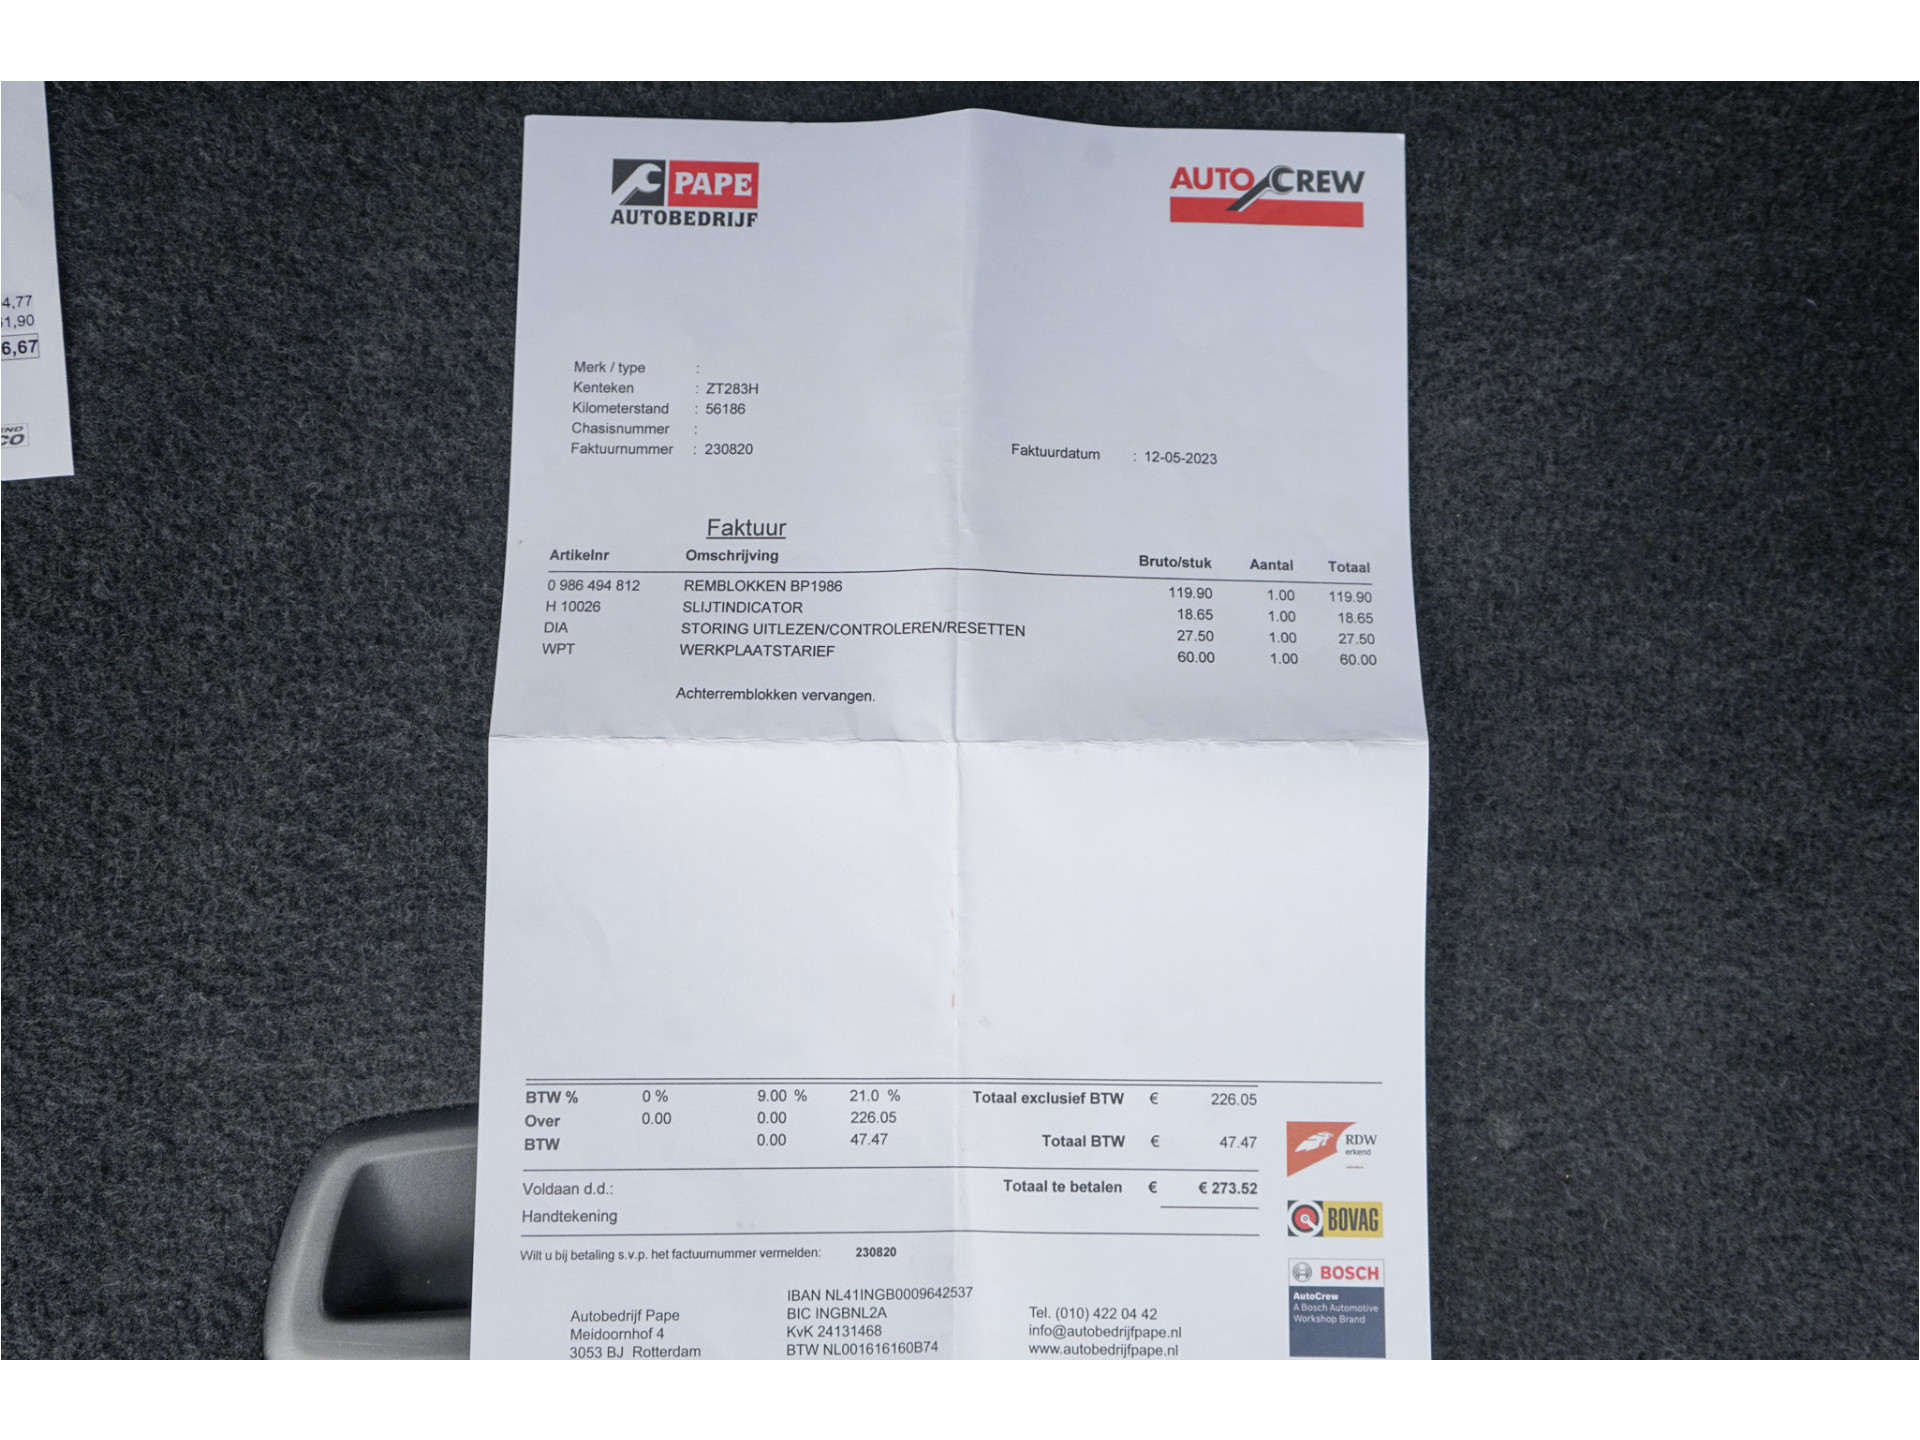 4,77
61,90
6,67
PAPE
AUTOBEDRIJF
AUTO CREW
Merk / type :
Kenteken : ZT283H
Kilometerstand : 56186
Chasisnummer :
Faktuurnummer : 230820
Faktuurdatum : 12-05-2023
Faktuur
Artikelnr Omschrijving Bruto/stuk Aantal Totaal
0 986 494 812 REMBLOKKEN BP1986 119.90 1.00 119.90
H 10026 SLIJTINDICATOR 18.65 1.00 18.65
DIA STORING UITLEZEN/CONTROLEREN/RESETTEN 27.50 1.00 27.50
WPT WERKPLAATSTARIEF 60.00 1.00 60.00
Achterremblokken vervangen.
BTW % 0 % 9.00 % 21.0 % Totaal exclusief BTW € 226.05
Over 0.00 0.00 226.05
BTW 0.00 47.47 Totaal BTW € 47.47
Voldaan d.d.: Totaal te betalen € € 273.52
Handtekening
Wilt u bij betaling s.v.p. het factuurnummer vermelden: 230820
RDW
erkend
BOVAG
BOSCH
AutoCrew
A Bosch Automotive
Workshop Brand
IBAN NL41INGB0009642537
Autobedrijf Pape BIC INGBNL2A Tel. (010) 422 04 42
Meidoornhof 4 KvK 24131468 info@autobedrijfpape.nl
3053 BJ Rotterdam BTW NL001616160B74 www.autobedrijfpape.nl